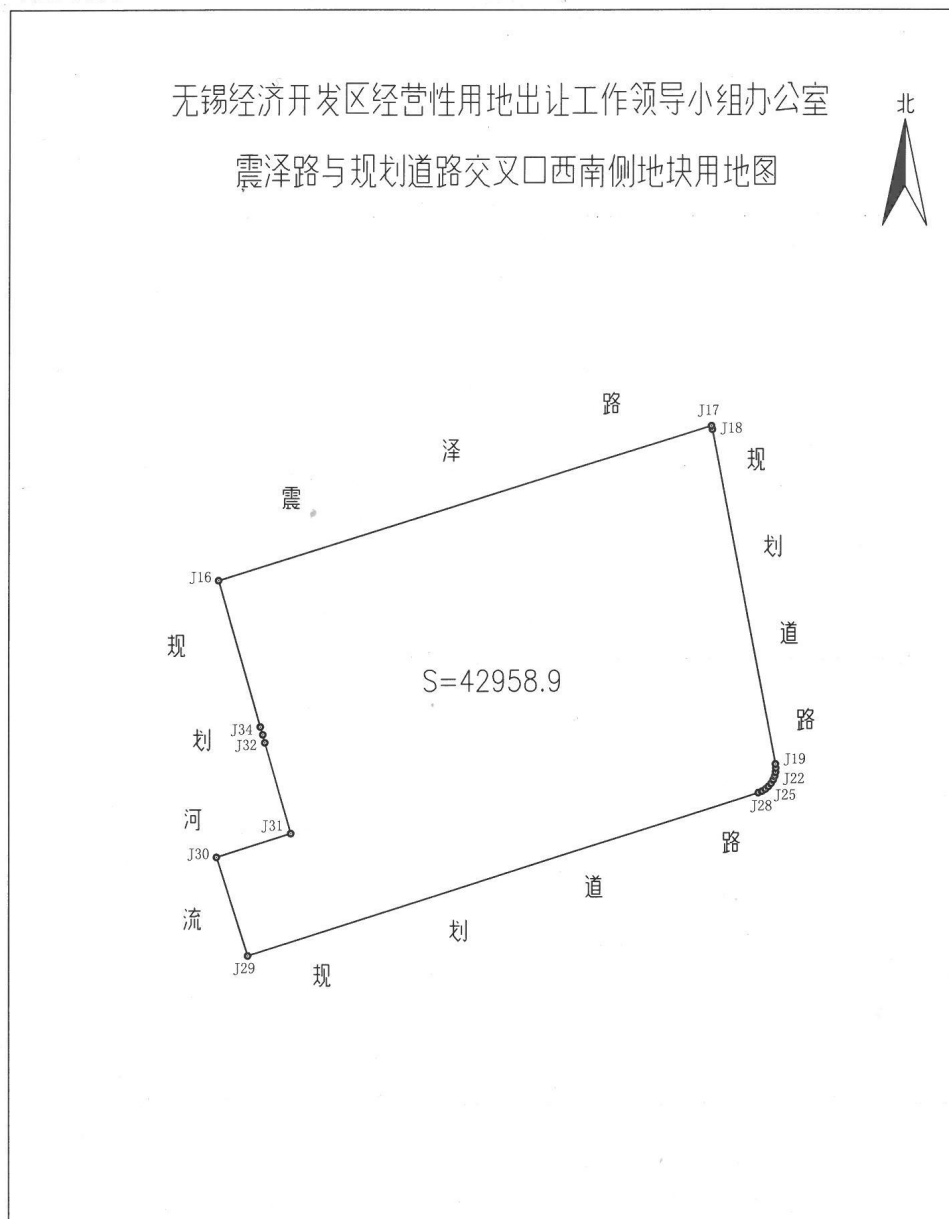 无锡经济开发区经营性用地出让工作领导小组办公室
北
震泽路与规划道路交叉口西南侧地块用地图
震泽路
J17
J18
规划道路
J16
规划河流
S=42958.9
J34
J32
J19
J22
J25
J28
J31
J30
J29
规划道路